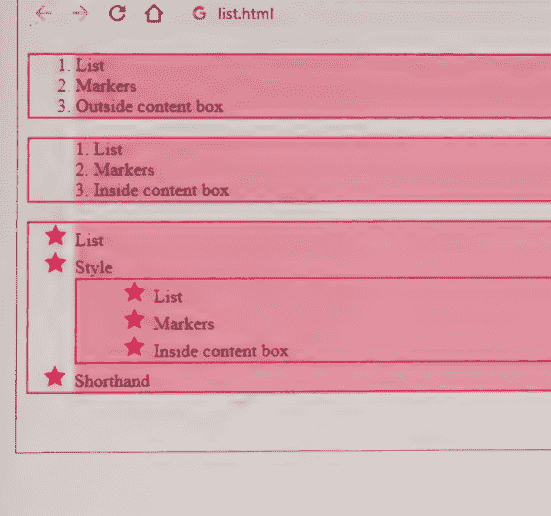 G list.html
1. List
2. Markers
3. Outside content box
1. List
2. Markers
3. Inside content box
List
Style
List
Markers
Inside content box
Shorthand